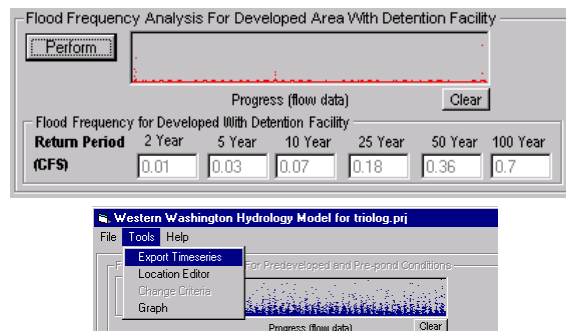 Flood Frequency Analysis For Developed Area With Detention Facility
Perform
Progress (flow data)
Clear
Flood Frequency for Developed With Detention Facility
Return Period 2 Year 5 Year 10 Year 25 Year 50 Year 100 Year
(CFS) 0.01 0.03 0.07 0.18 0.36 0.7
Western Washington Hydrology Model for triolog.prj
File Tools Help
Export Timeseries
For Predeveloped and Pre-pond Conditions
Location Editor
Change Criteria
Graph
Progress (flow data)
Clear